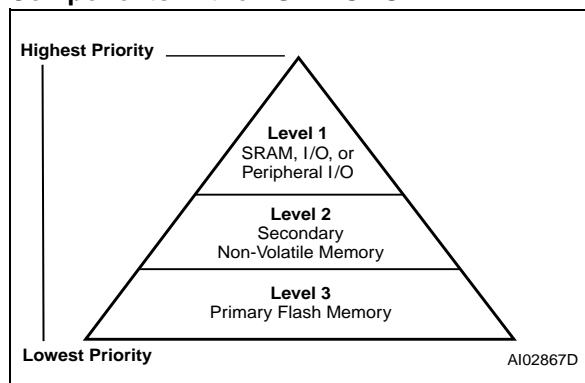 Components
Highest Priority
Level 1
SRAM, I/O, or
Peripheral I/O
Level 2
Secondary
Non-Volatile Memory
Level 3
Primary Flash Memory
Lowest Priority
AI02867D